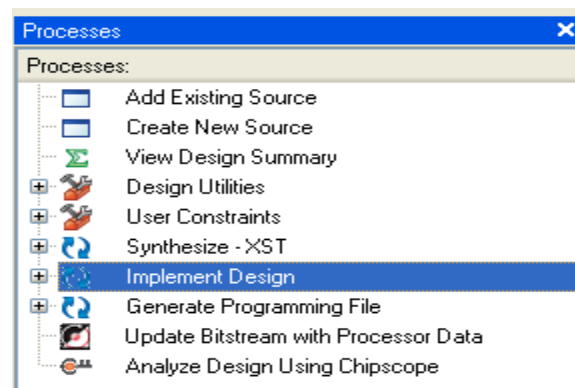 Processes
Processes:
Add Existing Source
Create New Source
View Design Summary
Design Utilities
User Constraints
Synthesize - XST
Implement Design
Generate Programming File
Update Bitstream with Processor Data
Analyze Design Using Chipscope